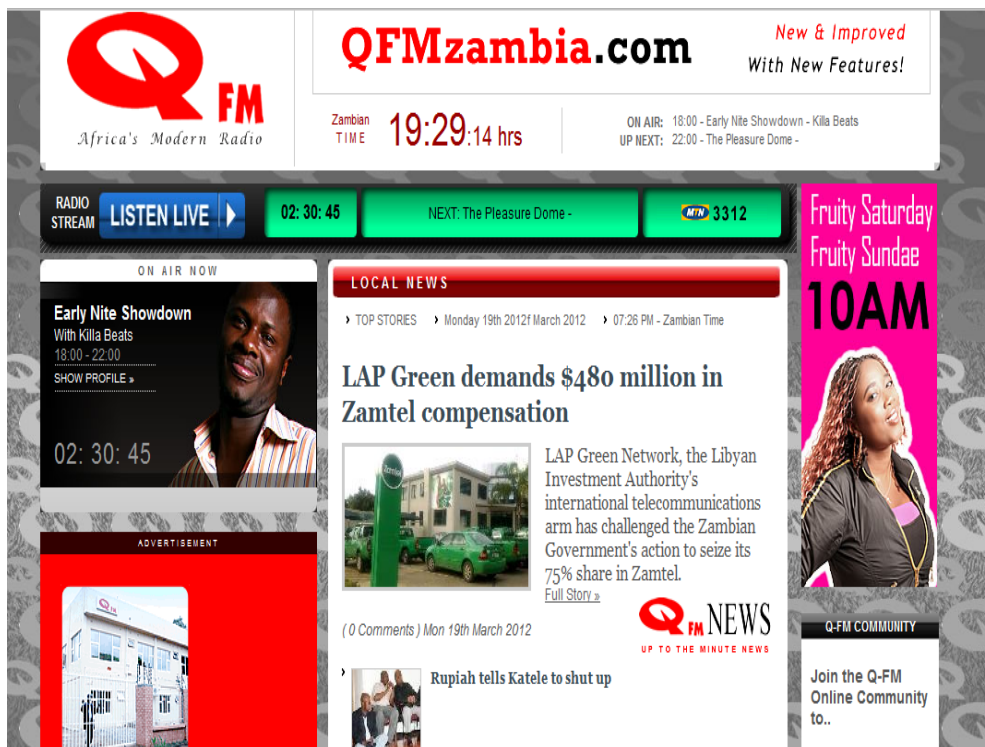 Q FM
Africa's Modern Radio
QFMzambia.com
New & Improved
With New Features!
Zambian
TIME
19:29:14 hrs
ON AIR: 18:00 - Early Nite Showdown - Killa Beats
UP NEXT: 22:00 - The Pleasure Dome -
RADIO
STREAM
LISTEN LIVE
02: 30: 45
NEXT: The Pleasure Dome -
MTN 3312
Fruity Saturday
Fruity Sundae
10AM
ON AIR NOW
Early Nite Showdown
With Killa Beats
18:00 - 22:00
SHOW PROFILE »
02: 30: 45
ADVERTISEMENT
Q FM
LOCAL NEWS
› TOP STORIES › Monday 19th 2012f March 2012 › 07:26 PM - Zambian Time
LAP Green demands $480 million in
Zamtel compensation
Zamtel
LAP Green Network, the Libyan
Investment Authority's
international telecommunications
arm has challenged the Zambian
Government's action to seize its
75% share in Zamtel.
Full Story »
( 0 Comments ) Mon 19th March 2012
Q FM NEWS
UP TO THE MINUTE NEWS
› Rupiah tells Katele to shut up
Q-FM COMMUNITY
Join the Q-FM
Online Community
to..